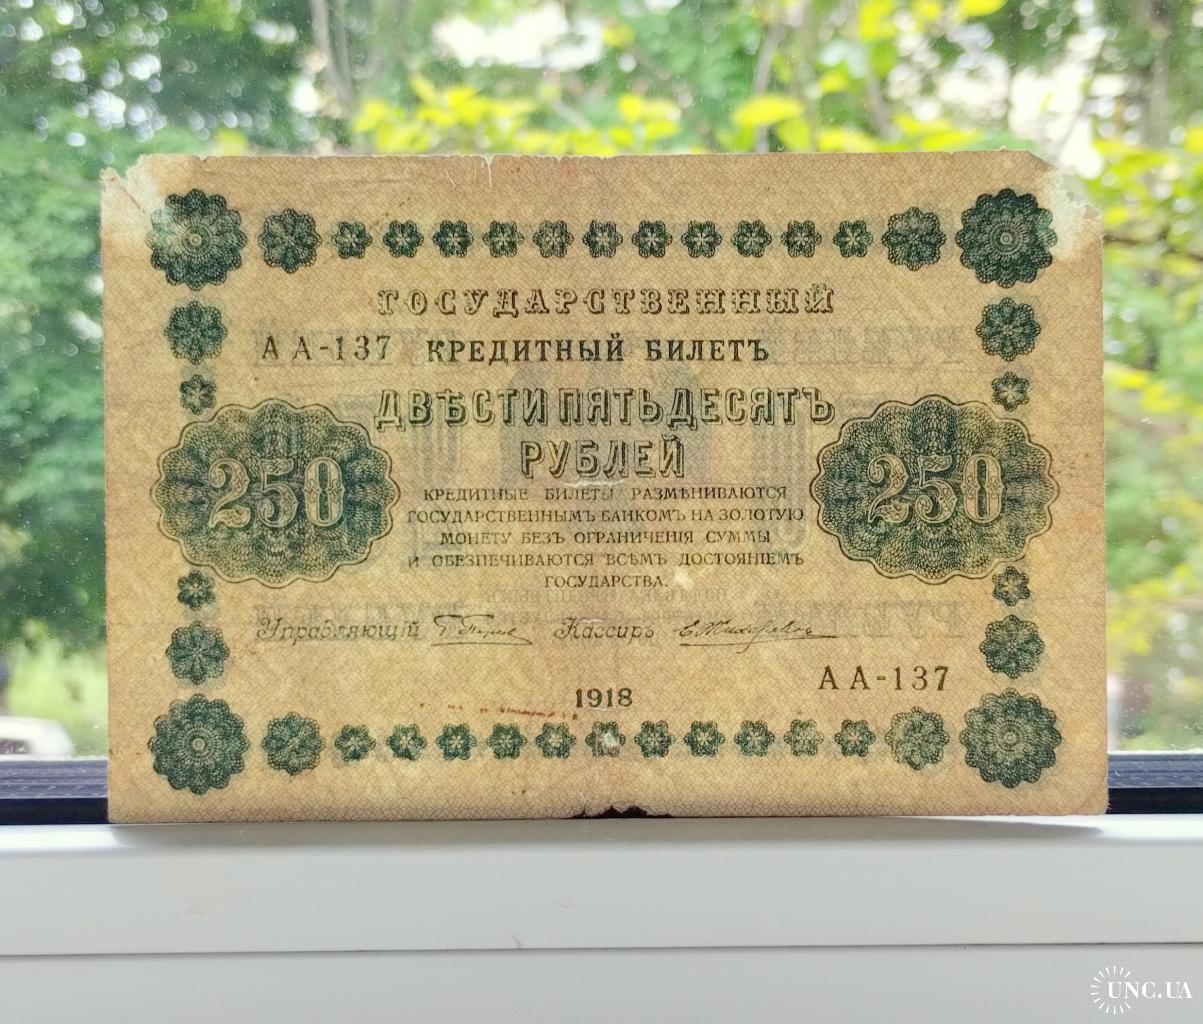 ГОСУДАРСТВЕННЫЙ
АА-137 КРЕДИТНЫЙ БИЛЕТЪ
ДВѢСТИ ПЯТЬДЕСЯТЪ
РУБЛЕЙ
250
250
КРЕДИТНЫЕ БИЛЕТЫ РАЗМѢНИВАЮТСЯ
ГОСУДАРСТВЕННЫМЪ БАНКОМЪ НА ЗОЛОТУЮ
МОНЕТУ БЕЗЪ ОГРАНИЧЕНІЯ СУММЫ
И ОБЕЗПЕЧИВАЮТСЯ ВСѢМЪ ДОСТОЯНІЕМЪ
ГОСУДАРСТВА.
Управляющій Кассиръ
АА-137
1918
UNC.UA